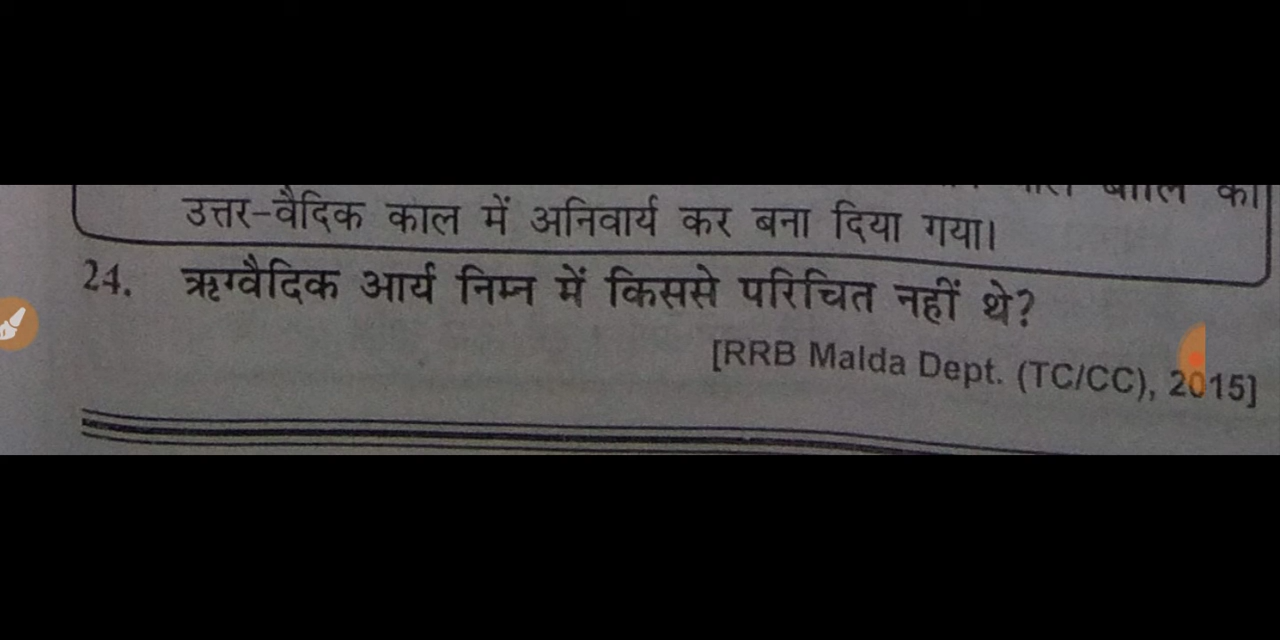 उत्तर-वैदिक काल में अनिवार्य कर बना दिया गया।
24. ऋग्वैदिक आर्य निम्न में किससे परिचित नहीं थे?
[RRB Malda Dept. (TC/CC), 2015]